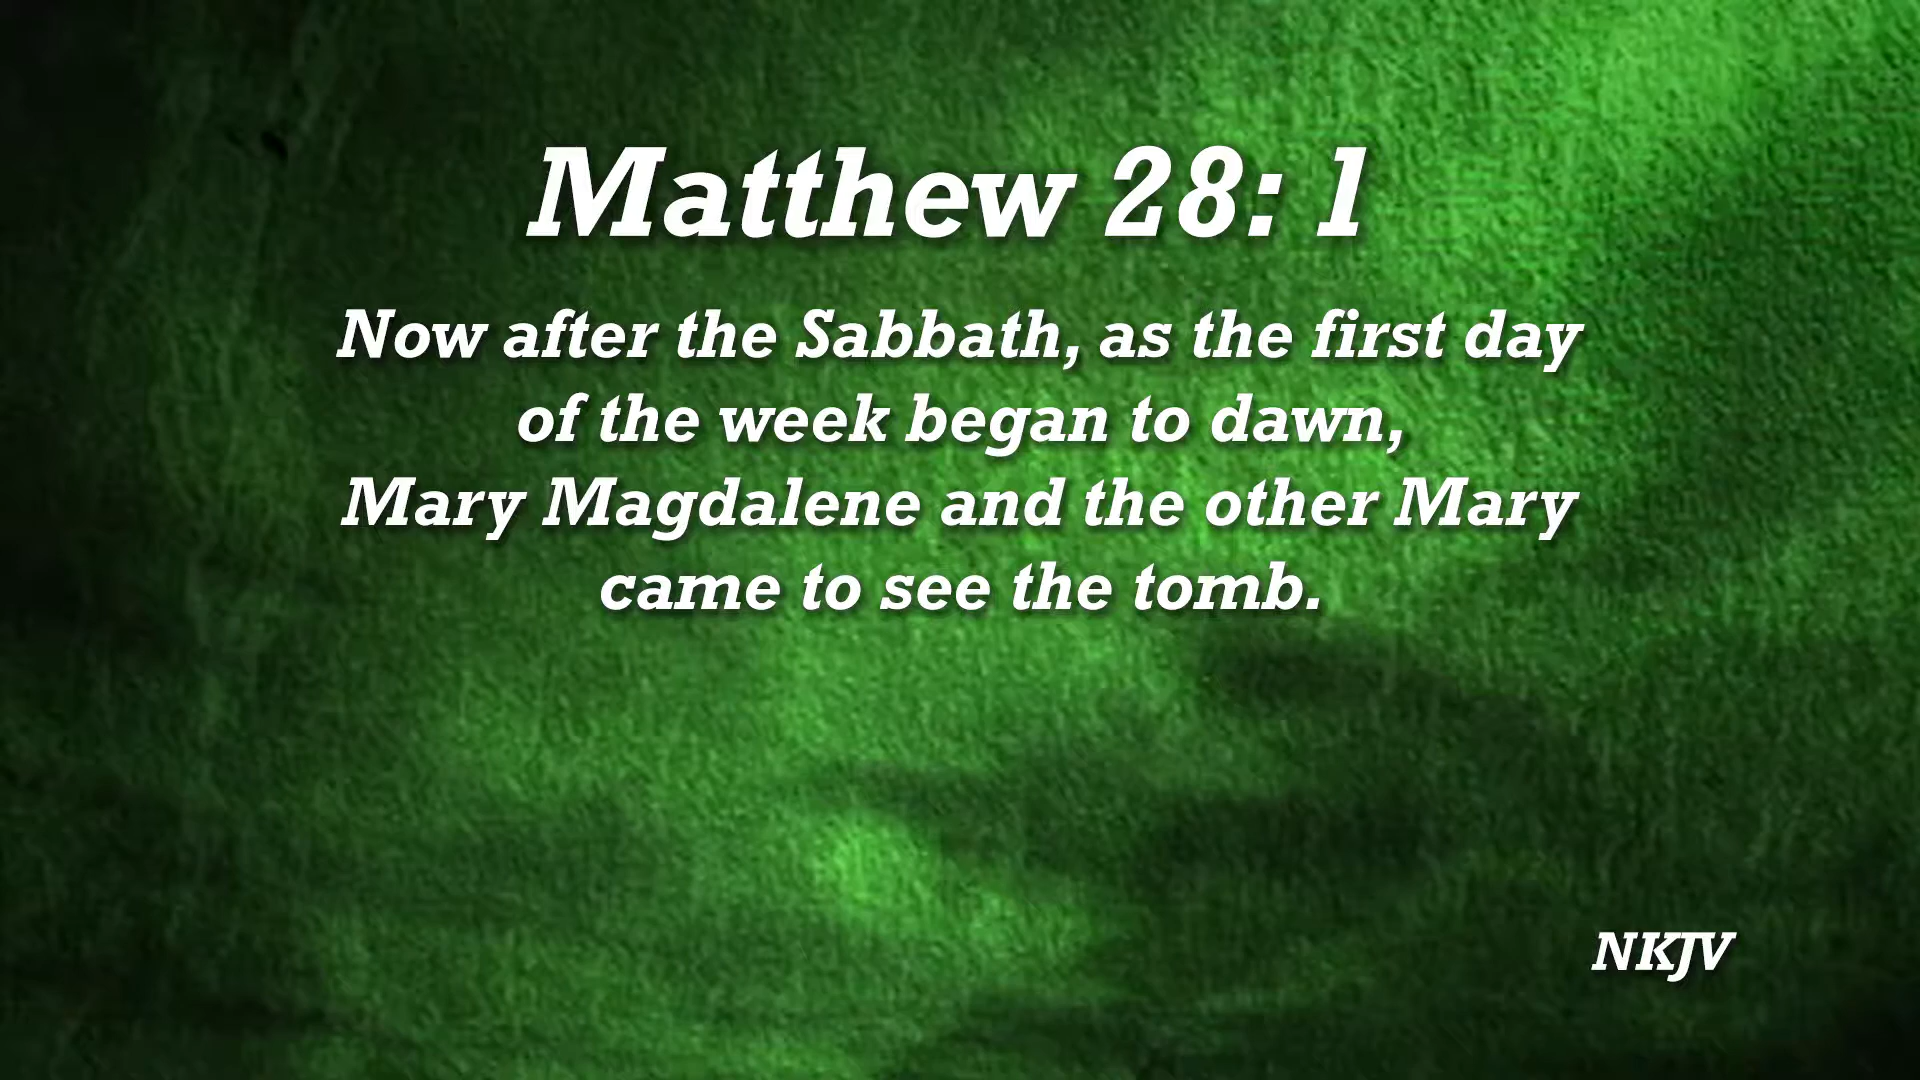 Matthew 28: 1
Now after the Sabbath, as the first day
of the week began to dawn,
Mary Magdalene and the other Mary
came to see the tomb.
NKJV